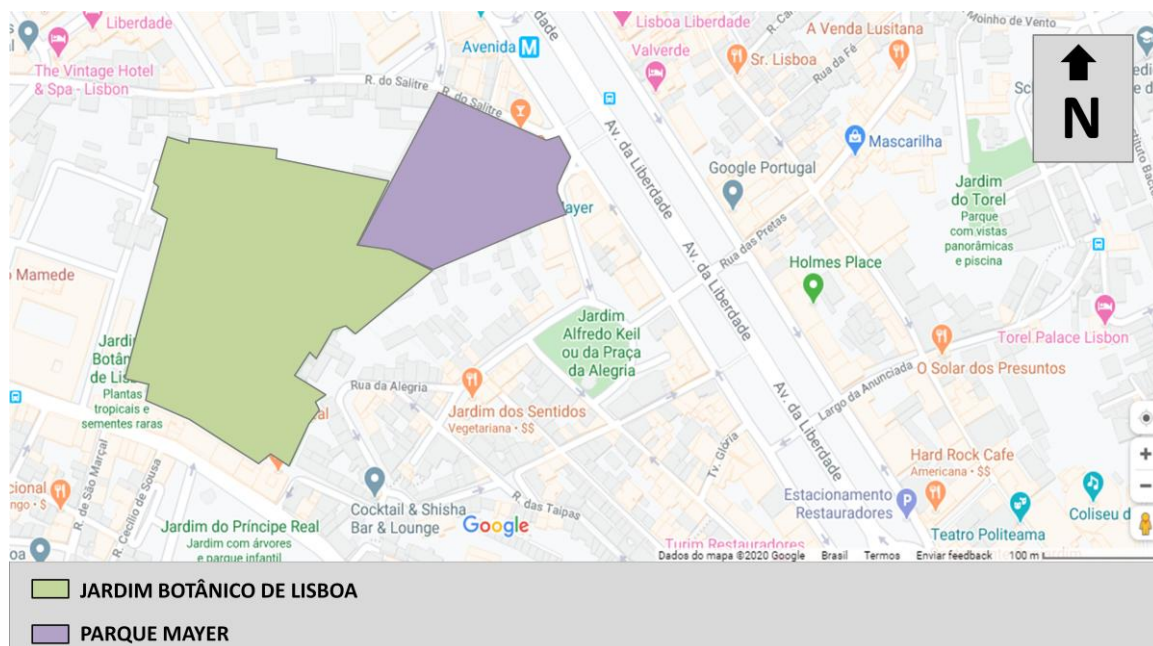 Liberdade
The Vintage Hotel
& Spa - Lisbon
Avenida M
R. do Salitre
R. do Salitre
Liberdade
Lisboa Liberdade
Valverde
Sr. Lisboa
A Venda Lusitana
Rua da Fé
Moinho de Vento
N
Mascarilha
Google Portugal
Av. da Liberdade
Jardim
do Torel
Parque
com vistas
panorâmicas
e piscina
Rua das Pretas
Av. da Liberdade
Holmes Place
Mamede
Jardim
Alfredo Keil
ou da Praça
da Alegria
Torel Palace Lisbon
O Solar dos Presuntos
Largo da Anunciada
de Lis
Plantas
tropicais e
sementes raras
Rua da Alegria
Jardim dos Sentidos
Vegetariana • $$
Av. da Liberdade
Tv. Glória
Hard Rock Cafe
Americana • $$
R. de São Marçal
R. Cecílio de Sousa
Cocktail & Shisha
Bar & Lounge
R. das Taipas
Estacionamento
Restauradores
P
Teatro Politeama
Coliseu d
Jardim do Príncipe Real
Jardim com árvores
e parque infantil
Google
Turim Restauradores
Dados do mapa ©2020 Google Brasil Termos Enviar feedback 100 m
JARDIM BOTÂNICO DE LISBOA
PARQUE MAYER